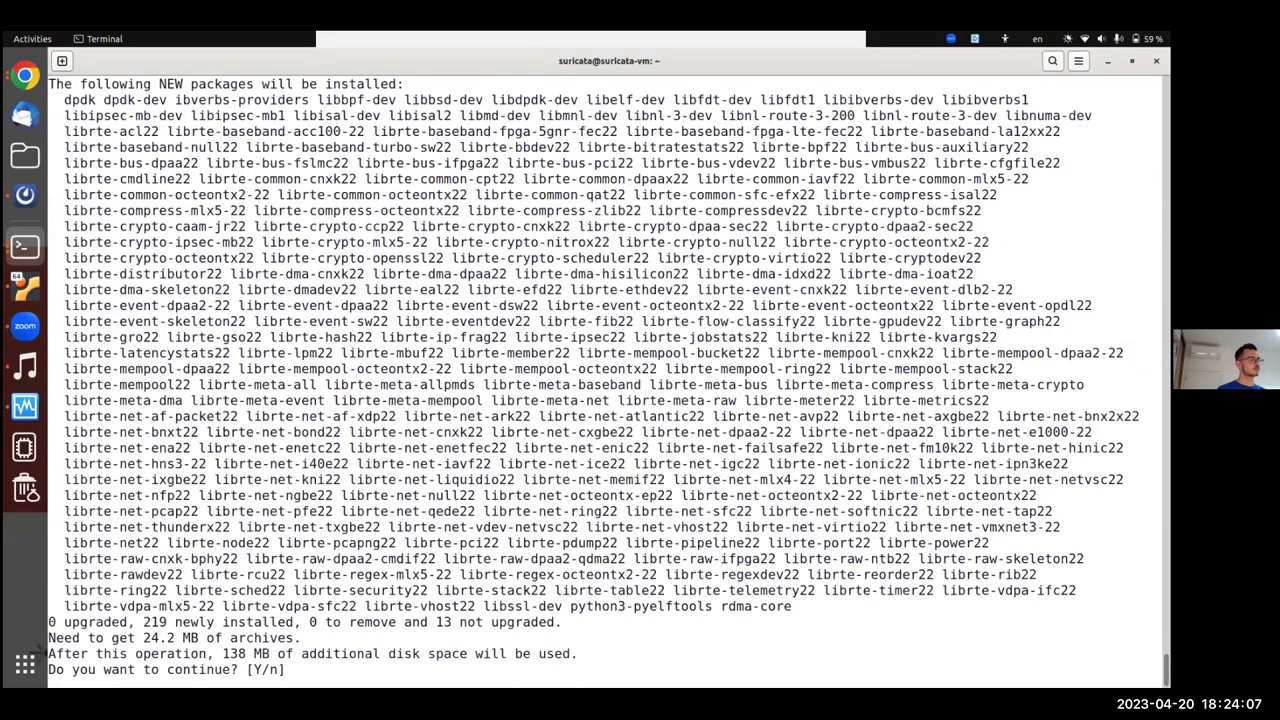 Activities
Terminal
en
59 %
suricata@suricata-vm: ~
The following NEW packages will be installed:
dpdk dpdk-dev ibverbs-providers libbpf-dev libbsd-dev libdpdk-dev libelf-dev libfdt-dev libfdt1 libibverbs-dev libibverbs1
libipsec-mb-dev libipsec-mb1 libisal-dev libisal2 libmd-dev libmnl-dev libnl-3-dev libnl-route-3-200 libnl-route-3-dev libnuma-dev
librte-acl22 librte-baseband-acc100-22 librte-baseband-fpga-5gnr-fec22 librte-baseband-fpga-lte-fec22 librte-baseband-la12xx22
librte-baseband-null22 librte-baseband-turbo-sw22 librte-bbdev22 librte-bitratestats22 librte-bpf22 librte-bus-auxiliary22
librte-bus-dpaa22 librte-bus-fslmc22 librte-bus-ifpga22 librte-bus-pci22 librte-bus-vdev22 librte-bus-vmbus22 librte-cfgfile22
librte-cmdline22 librte-common-cnxk22 librte-common-cpt22 librte-common-dpaax22 librte-common-iavf22 librte-common-mlx5-22
librte-common-octeontx2-22 librte-common-octeontx22 librte-common-qat22 librte-common-sfc-efx22 librte-compress-isal22
librte-compress-mlx5-22 librte-compress-octeontx22 librte-compress-zlib22 librte-compressdev22 librte-crypto-bcmfs22
librte-crypto-caam-jr22 librte-crypto-ccp22 librte-crypto-cnxk22 librte-crypto-dpaa-sec22 librte-crypto-dpaa2-sec22
librte-crypto-ipsec-mb22 librte-crypto-mlx5-22 librte-crypto-nitrox22 librte-crypto-null22 librte-crypto-octeontx2-22
librte-crypto-octeontx22 librte-crypto-openssl22 librte-crypto-scheduler22 librte-crypto-virtio22 librte-cryptodev22
librte-distributor22 librte-dma-cnxk22 librte-dma-dpaa22 librte-dma-hisilicon22 librte-dma-idxd22 librte-dma-ioat22
librte-dma-skeleton22 librte-dmadev22 librte-eal22 librte-efd22 librte-ethdev22 librte-event-cnxk22 librte-event-dlb2-22
librte-event-dpaa2-22 librte-event-dpaa22 librte-event-dsw22 librte-event-octeontx2-22 librte-event-octeontx22 librte-event-opdl22
librte-event-skeleton22 librte-event-sw22 librte-eventdev22 librte-fib22 librte-flow-classify22 librte-gpudev22 librte-graph22
librte-gro22 librte-gso22 librte-hash22 librte-ip-frag22 librte-ipsec22 librte-jobstats22 librte-kni22 librte-kvargs22
librte-latencystats22 librte-lpm22 librte-mbuf22 librte-member22 librte-mempool-bucket22 librte-mempool-cnxk22 librte-mempool-dpaa2-22
librte-mempool-dpaa22 librte-mempool-octeontx2-22 librte-mempool-octeontx22 librte-mempool-ring22 librte-mempool-stack22
librte-mempool22 librte-meta-all librte-meta-allpmds librte-meta-baseband librte-meta-bus librte-meta-compress librte-meta-crypto
librte-meta-dma librte-meta-event librte-meta-mempool librte-meta-net librte-meta-raw librte-meter22 librte-metrics22
librte-net-af-packet22 librte-net-af-xdp22 librte-net-ark22 librte-net-atlantic22 librte-net-avp22 librte-net-axgbe22 librte-net-bnx2x22
librte-net-bnxt22 librte-net-bond22 librte-net-cnxk22 librte-net-cxgbe22 librte-net-dpaa2-22 librte-net-dpaa22 librte-net-e1000-22
librte-net-ena22 librte-net-enetc22 librte-net-enetfec22 librte-net-enic22 librte-net-failsafe22 librte-net-fm10k22 librte-net-hinic22
librte-net-hns3-22 librte-net-i40e22 librte-net-iavf22 librte-net-ice22 librte-net-igc22 librte-net-ionic22 librte-net-ipn3ke22
librte-net-ixgbe22 librte-net-kni22 librte-net-liquidio22 librte-net-memif22 librte-net-mlx4-22 librte-net-mlx5-22 librte-net-netvsc22
librte-net-nfp22 librte-net-ngbe22 librte-net-null22 librte-net-octeontx-ep22 librte-net-octeontx2-22 librte-net-octeontx22
librte-net-pcap22 librte-net-pfe22 librte-net-qede22 librte-net-ring22 librte-net-sfc22 librte-net-softnic22 librte-net-tap22
librte-net-thunderx22 librte-net-txgbe22 librte-net-vdev-netvsc22 librte-net-vhost22 librte-net-virtio22 librte-net-vmxnet3-22
librte-net22 librte-node22 librte-pcapng22 librte-pci22 librte-pdump22 librte-pipeline22 librte-port22 librte-power22
librte-raw-cnxk-bphy22 librte-raw-dpaa2-cmdif22 librte-raw-dpaa2-qdma22 librte-raw-ifpga22 librte-raw-ntb22 librte-raw-skeleton22
librte-rawdev22 librte-rcu22 librte-regex-mlx5-22 librte-regex-octeontx2-22 librte-regexdev22 librte-reorder22 librte-rib22
librte-ring22 librte-sched22 librte-security22 librte-stack22 librte-table22 librte-telemetry22 librte-timer22 librte-vdpa-ifc22
librte-vdpa-mlx5-22 librte-vdpa-sfc22 librte-vhost22 libssl-dev python3-pyelftools rdma-core
0 upgraded, 219 newly installed, 0 to remove and 13 not upgraded.
Need to get 24.2 MB of archives.
After this operation, 138 MB of additional disk space will be used.
Do you want to continue? [Y/n]
64
zoom
2023-04-20 18:24:07